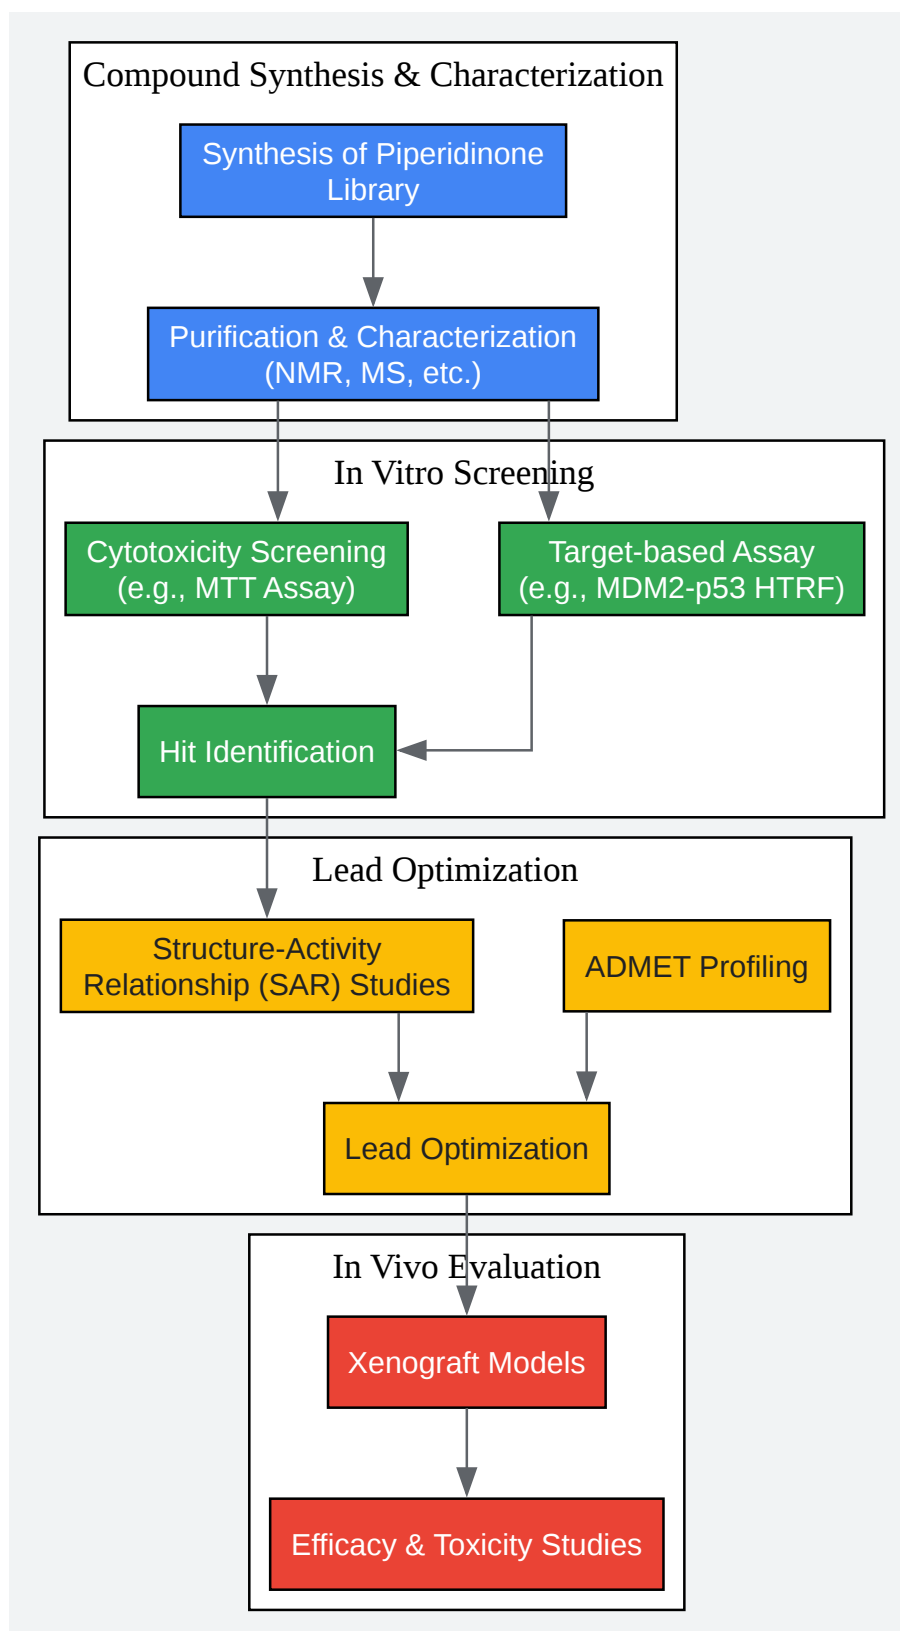 Compound Synthesis & Characterization
Synthesis of Piperidinone
Library
Purification & Characterization
(NMR, MS, etc.)
In Vitro Screening
Cytotoxicity Screening
(e.g., MTT Assay)
Target-based Assay
(e.g., MDM2-p53 HTRF)
Hit Identification
Lead Optimization
Structure-Activity
Relationship (SAR) Studies
ADMET Profiling
Lead Optimization
In Vivo Evaluation
Xenograft Models
Efficacy & Toxicity Studies